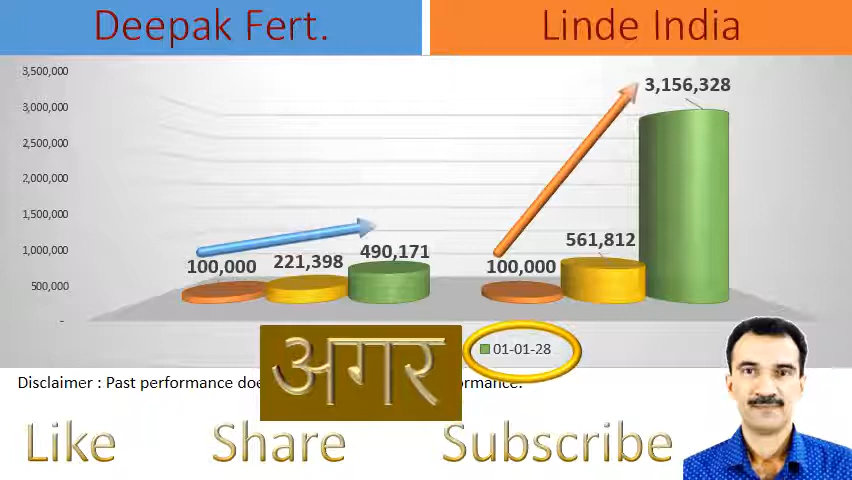 Deepak Fert.
Linde India
3,500,000
3,000,000
2,500,000
2,000,000
1,500,000
1,000,000
500,000
-
100,000
221,398
490,171
100,000
561,812
3,156,328
01-01-28
अगर
Disclaimer : Past performance doe
ormance.
Like Share Subscribe